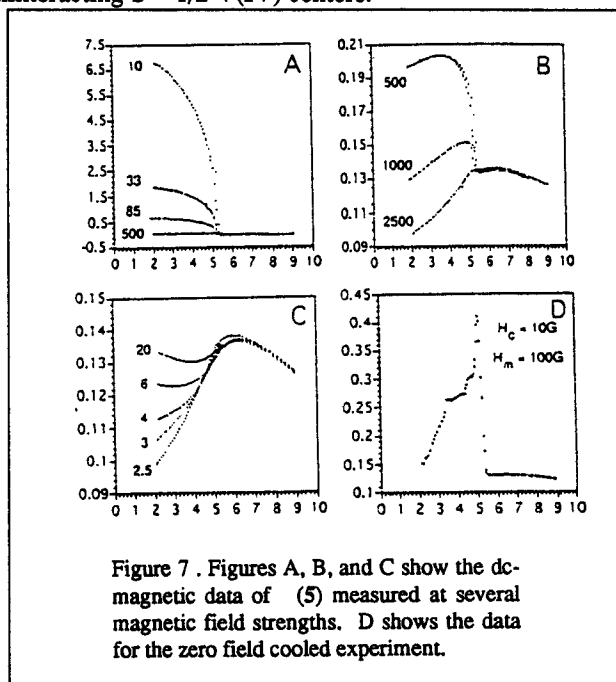 centers.
7.5
6.5
5.5
4.5
3.5
2.5
1.5
0.5
-0.5
10
33
85
500
A
0 1 2 3 4 5 6 7 8 9 10
0.21
0.19
0.17
0.15
0.13
0.11
0.09
500
1000
2500
B
0 1 2 3 4 5 6 7 8 9 10
0.15
0.14
0.13
0.12
0.11
0.1
0.09
20
6
4
3
2.5
C
0 1 2 3 4 5 6 7 8 9 10
0.45
0.4
0.35
0.3
0.25
0.2
0.15
0.1
D
Hc = 10G
Hm = 100G
0 1 2 3 4 5 6 7 8 9 10
Figure 7 . Figures A, B, and C show the dc-
magnetic data of (5) measured at several
magnetic field strengths. D shows the data
for the zero field cooled experiment.